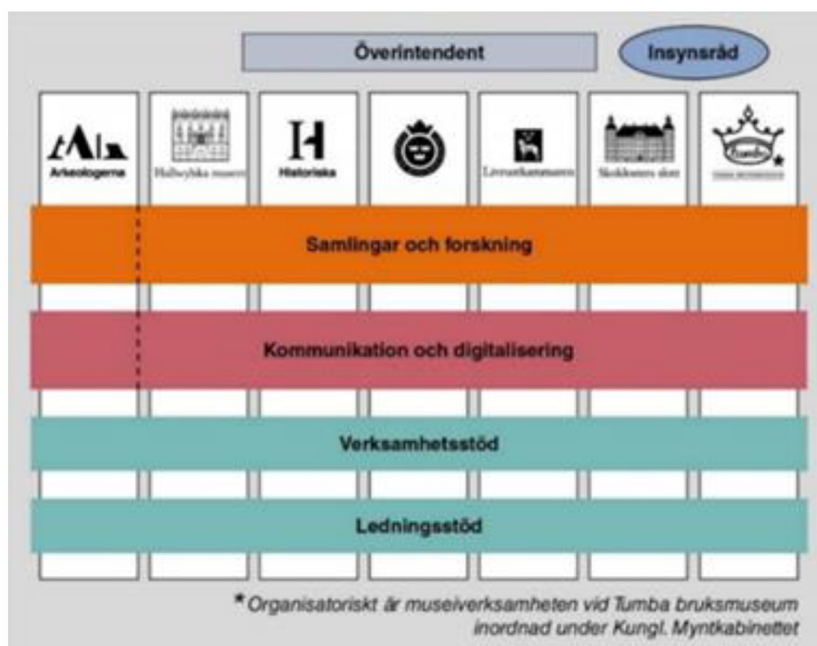 Överintendent
Insynsråd
Arkeologerna
Hallwylska museet
Historiska
Livrustkammaren
Skoklosters slott
Tumba
Samlingar och forskning
Kommunikation och digitalisering
Verksamhetsstöd
Ledningsstöd
* Organisatoriskt är museiverksamheten vid Tumba bruksmuseum
inordnad under Kungl. Myntkabinettet